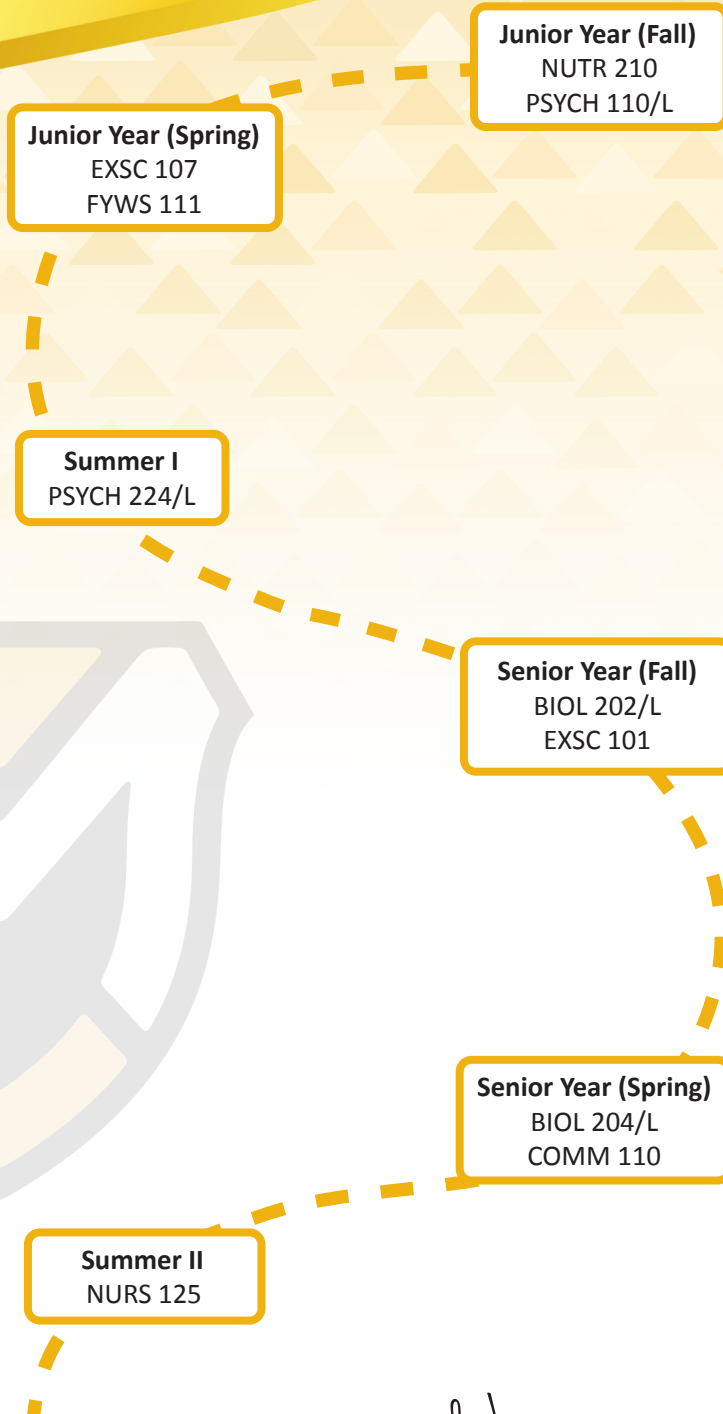 Junior Year (Fall)
NUTR 210
PSYCH 110/L
Junior Year (Spring)
EXSC 107
FYWS 111
Summer I
PSYCH 224/L
Senior Year (Fall)
BIOL 202/L
EXSC 101
Senior Year (Spring)
BIOL 204/L
COMM 110
Summer II
NURS 125